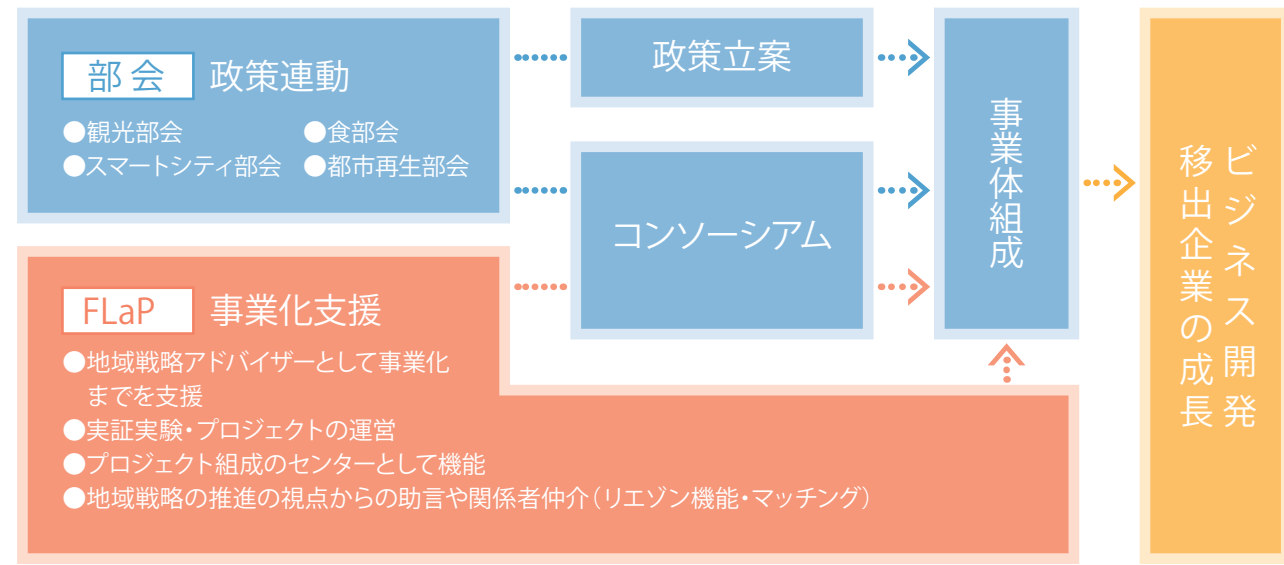 部会 政策連動
●観光部会 ●食部会
●スマートシティ部会 ●都市再生部会
政策立案
コンソーシアム
FLaP 事業化支援
●地域戦略アドバイザーとして事業化
までを支援
●実証実験・プロジェクトの運営
●プロジェクト組成のセンターとして機能
●地域戦略の推進の視点からの助言や関係者仲介(リエゾン機能・マッチング)
事業体組成
ビジネス開発
移出企業の成長